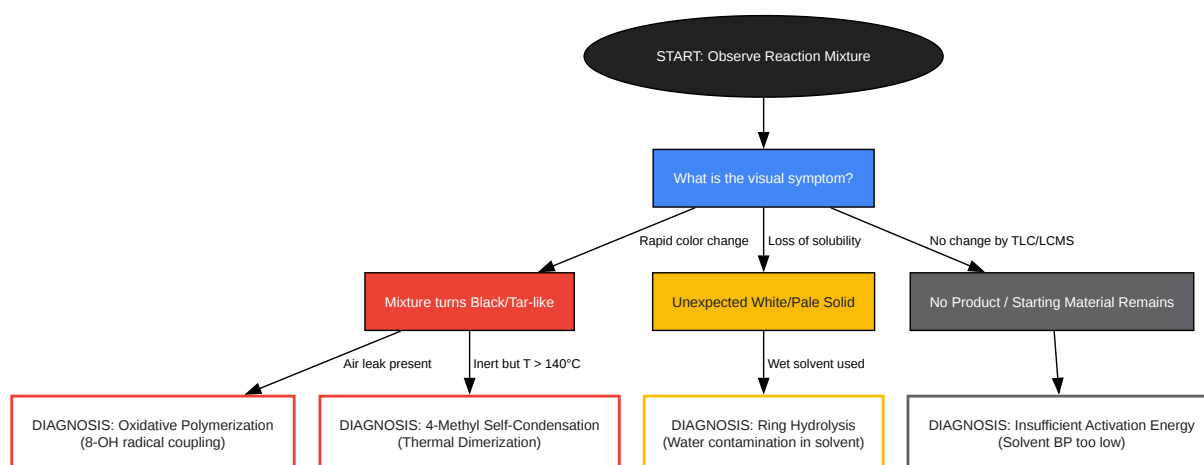 START: Observe Reaction Mixture
What is the visual symptom?
Rapid color change
Loss of solubility
No change by TLC/LCMS
Mixture turns Black/Tar-like
Unexpected White/Pale Solid
No Product / Starting Material Remains
Air leak present
Inert but T > 140°C
Wet solvent used
DIAGNOSIS: Oxidative Polymerization
(8-OH radical coupling)
DIAGNOSIS: 4-Methyl Self-Condensation
(Thermal Dimerization)
DIAGNOSIS: Ring Hydrolysis
(Water contamination in solvent)
DIAGNOSIS: Insufficient Activation Energy
(Solvent BP too low)